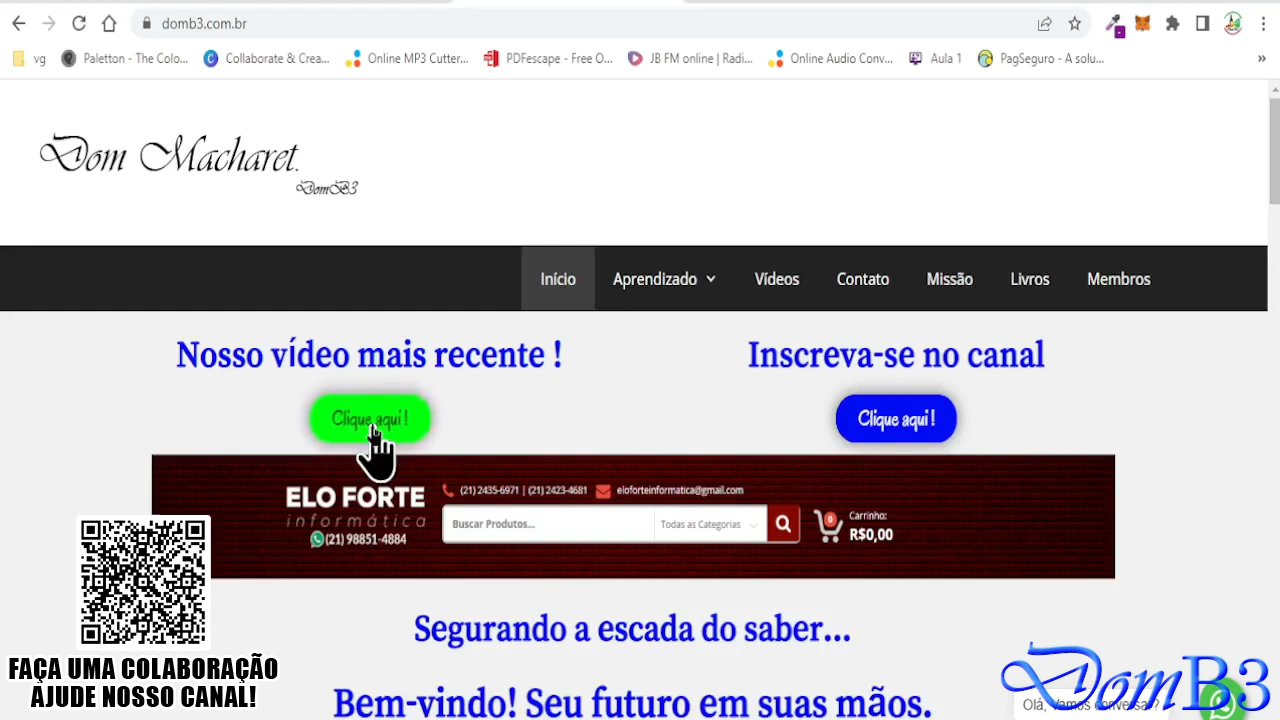 domb3.com.br
vg
Paletton - The Colo...
Collaborate & Crea...
Online MP3 Cutter...
PDFescape - Free O...
JB FM online | Radi...
Online Audio Conv...
Aula 1
PagSeguro - A solu...
»
Dom Macharet.
DomB3
Início
Aprendizado
Vídeos
Contato
Missão
Livros
Membros
Nosso vídeo mais recente !
Inscreva-se no canal
Clique aqui !
Clique aqui !
ELO FORTE
informática
(21) 98851-4884
(21) 2435-6971 | (21) 2423-4681
eloforteinformatica@gmail.com
Buscar Produtos...
Todas as Categorias
0
Carrinho:
R$0,00
Segurando a escada do saber...
Bem-vindo! Seu futuro em suas mãos.
FAÇA UMA COLABORAÇÃO
AJUDE NOSSO CANAL!
DomB3
Olá, Vamos conversar?